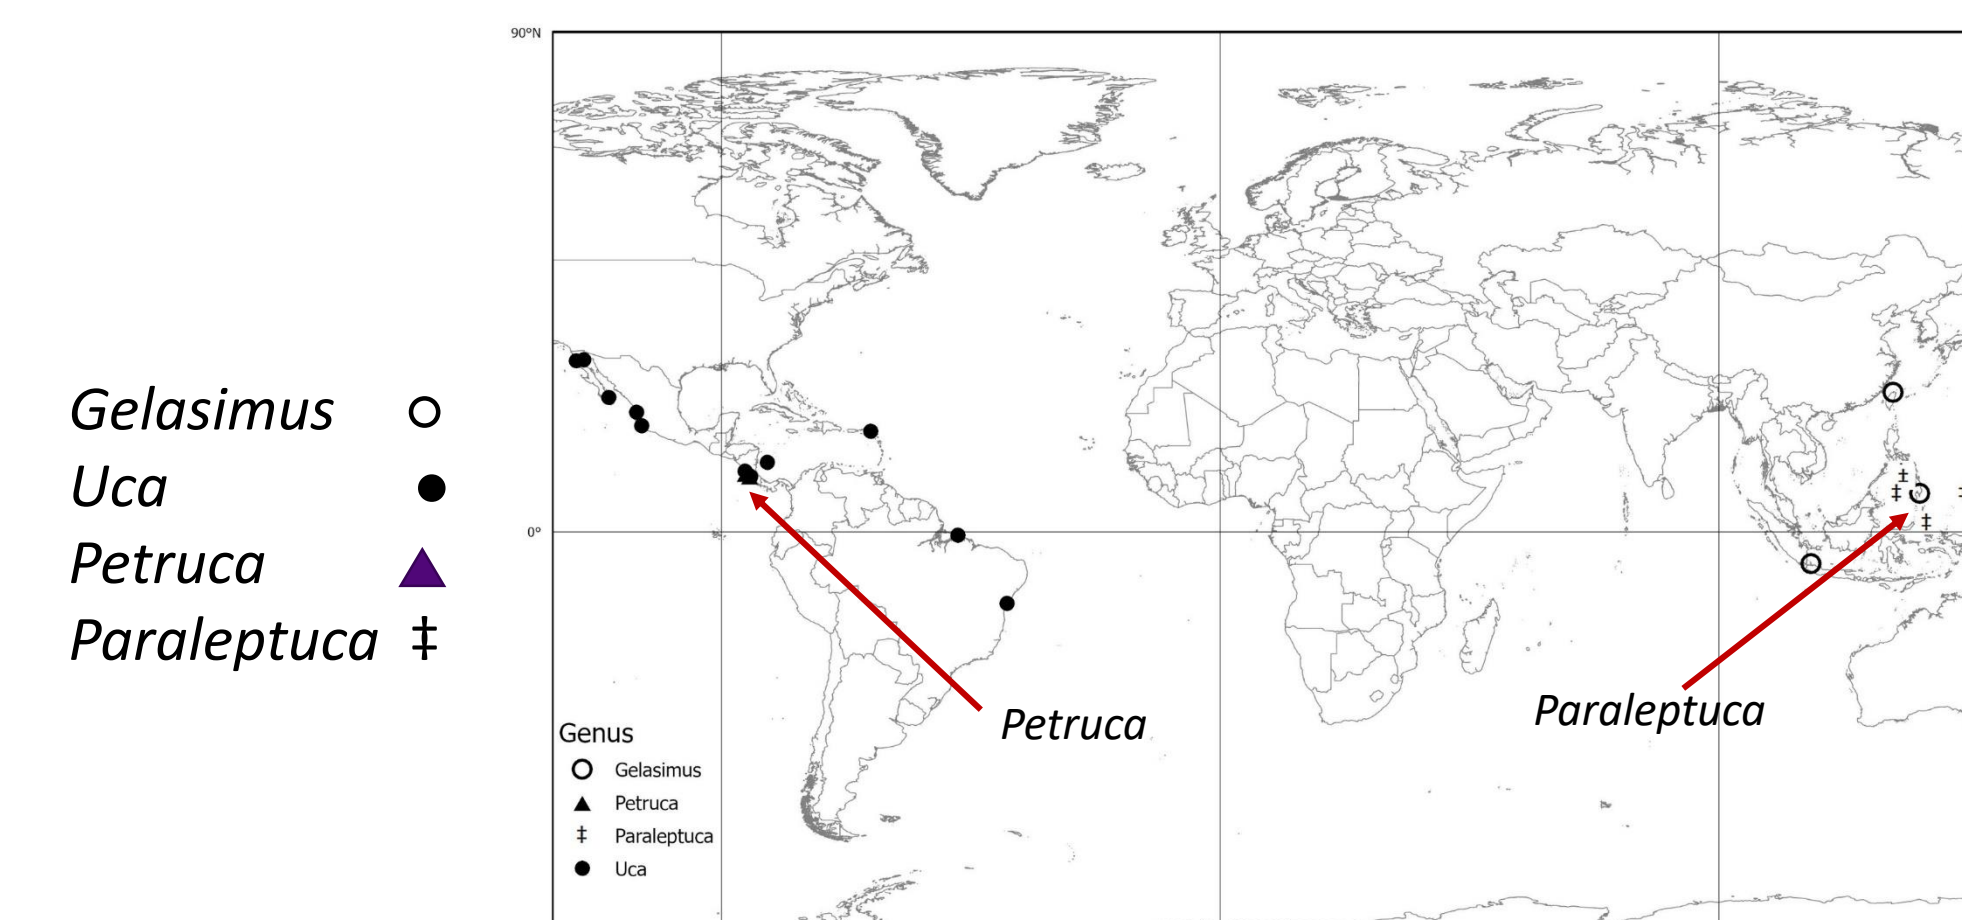 90°N
Gelasimus
Uca
Petruca
Paraleptuca ‡
0°
Petruca
Paraleptuca
Genus
Gelasimus
Petruca
‡ Paraleptuca
Uca